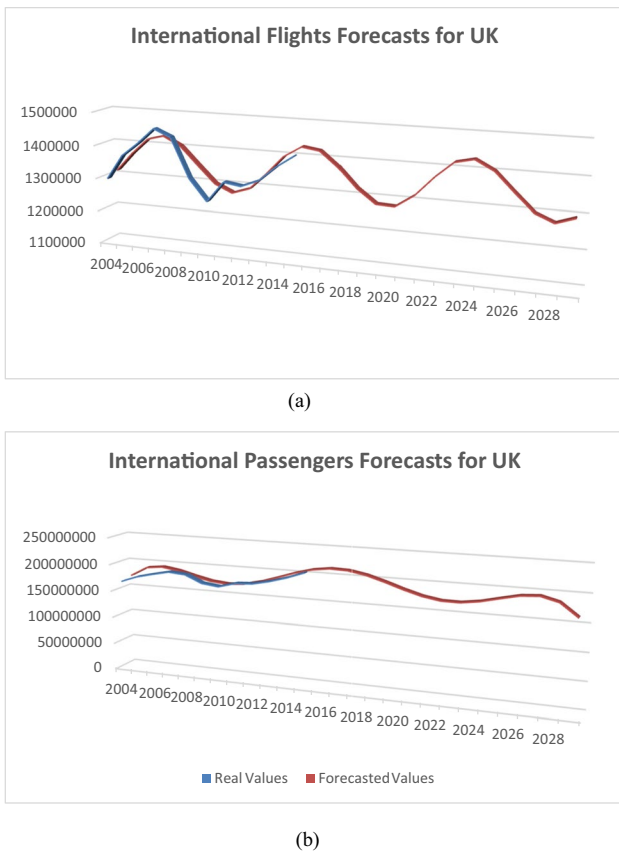 International Flights Forecasts for UK
1500000
1400000
1300000
1200000
1100000
2004 2006 2008 2010 2012 2014 2016 2018 2020 2022 2024 2026 2028
(a)
International Passengers Forecasts for UK
250000000
200000000
150000000
100000000
50000000
0
2004 2006 2008 2010 2012 2014 2016 2018 2020 2022 2024 2026 2028
Real Values Forecasted Values
(b)